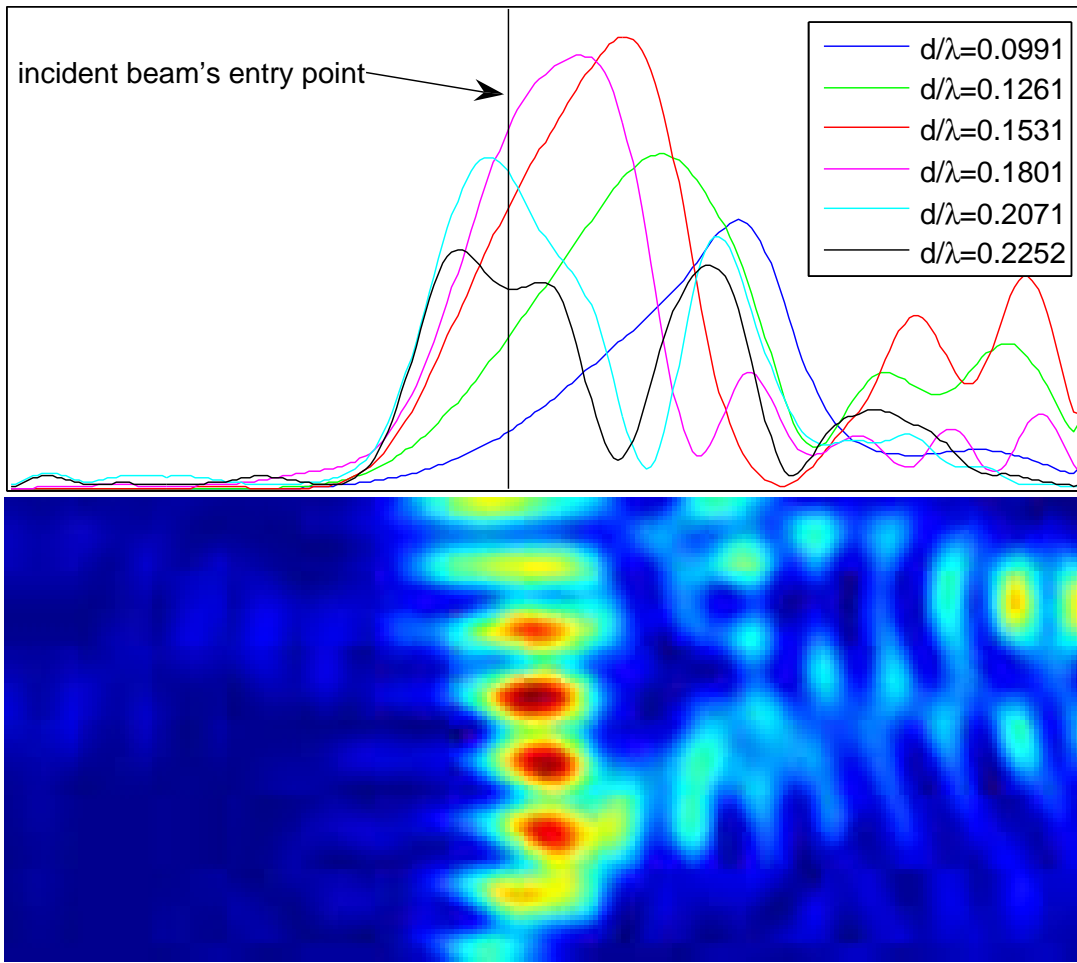 incident beam's entry point
d/λ=0.0991
d/λ=0.1261
d/λ=0.1531
d/λ=0.1801
d/λ=0.2071
d/λ=0.2252